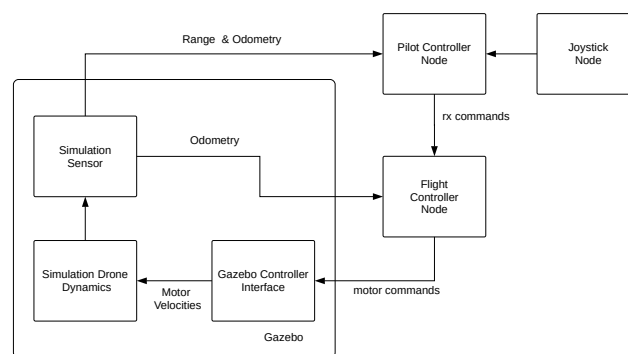 Range & Odometry
Pilot Controller
Node
Joystick
Node
rx commands
Simulation
Sensor
Odometry
Flight
Controller
Node
Simulation Drone
Dynamics
Motor
Velocities
Gazebo Controller
Interface
motor commands
Gazebo